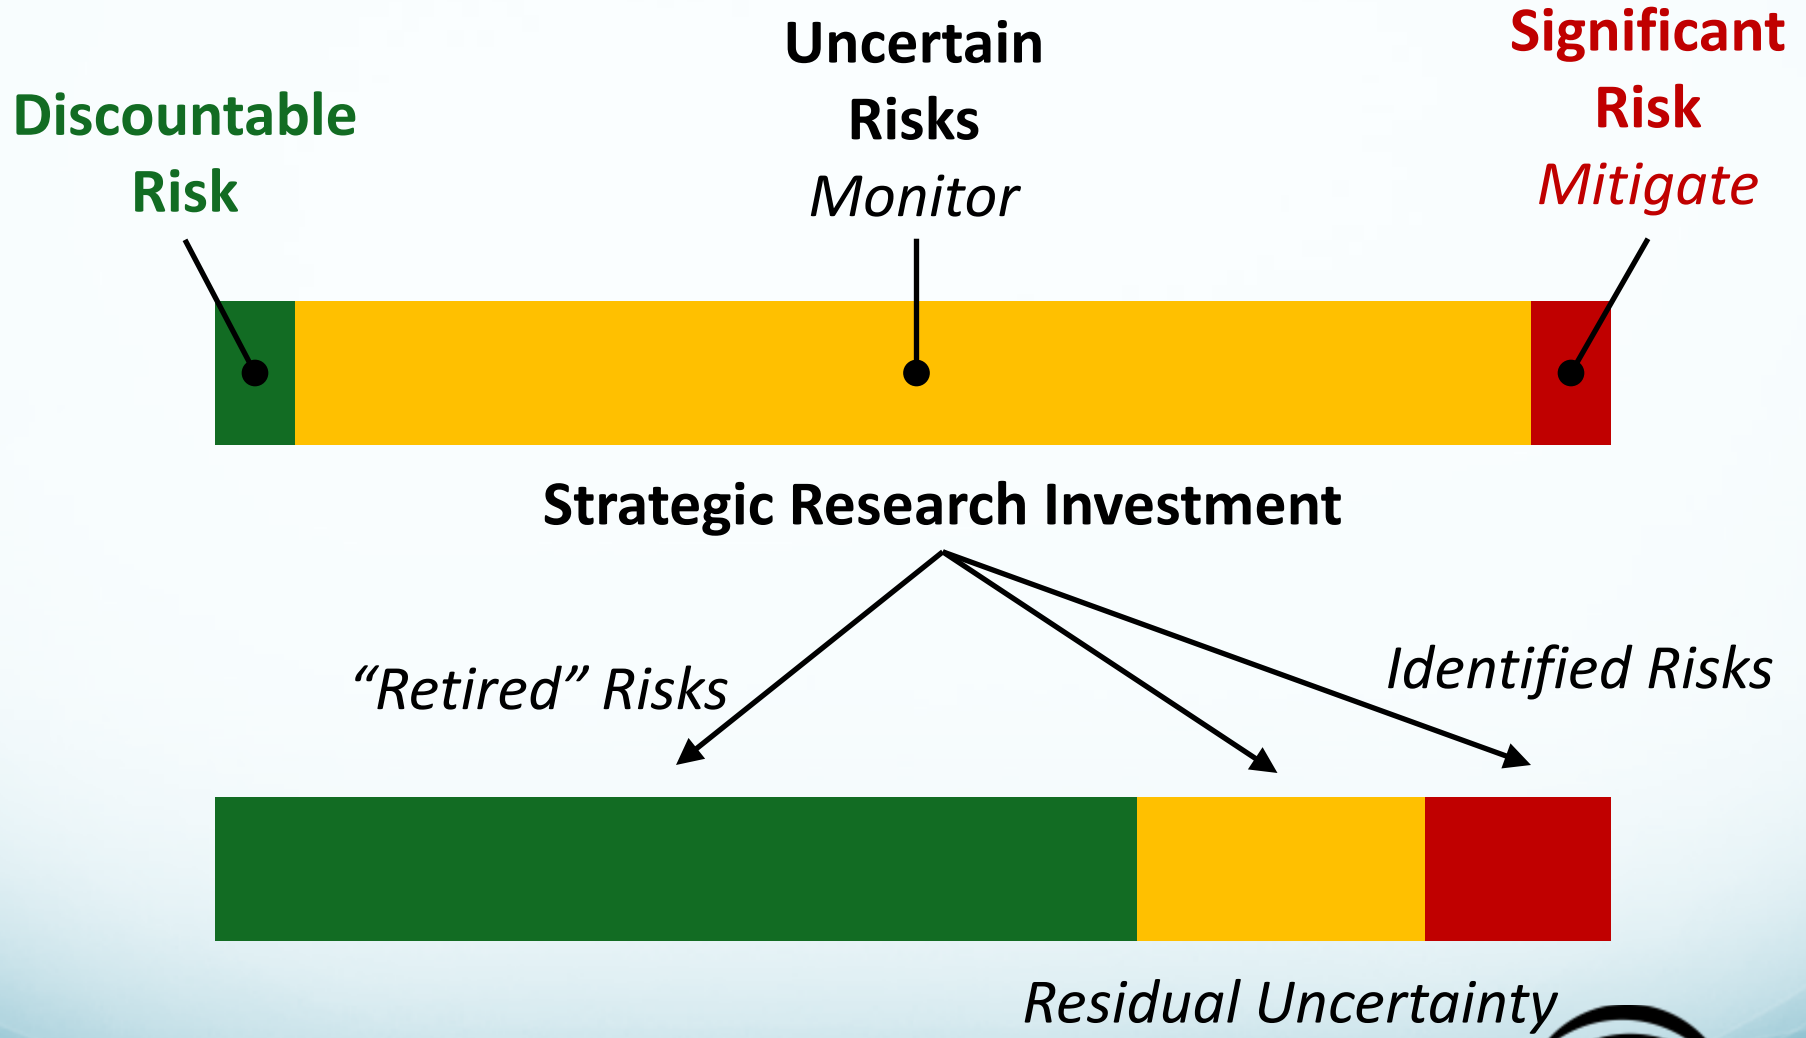 Discountable
Risk
Uncertain
Risks
Monitor
Significant
Risk
Mitigate
Strategic Research Investment
“Retired” Risks
Identified Risks
Residual Uncertainty